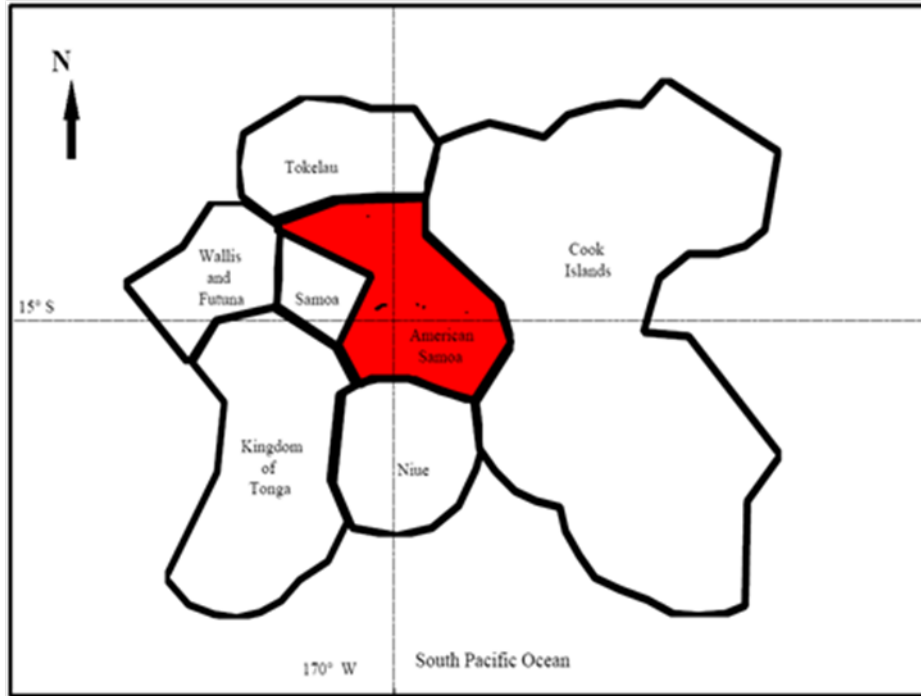 N
Tokelau
Wallis
and
Futuna
Samoa
Cook
Islands
15° S
American
Samoa
Kingdom
of
Tonga
Niue
170° W
South Pacific Ocean